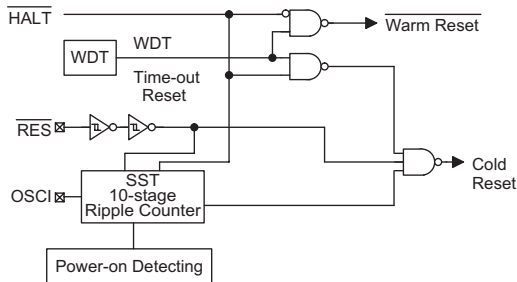 HALT
WDT
WDT
Time-out
Reset
Warm Reset
RES
Cold
Reset
OSCI
SST
10-stage
Ripple Counter
Power-on Detecting